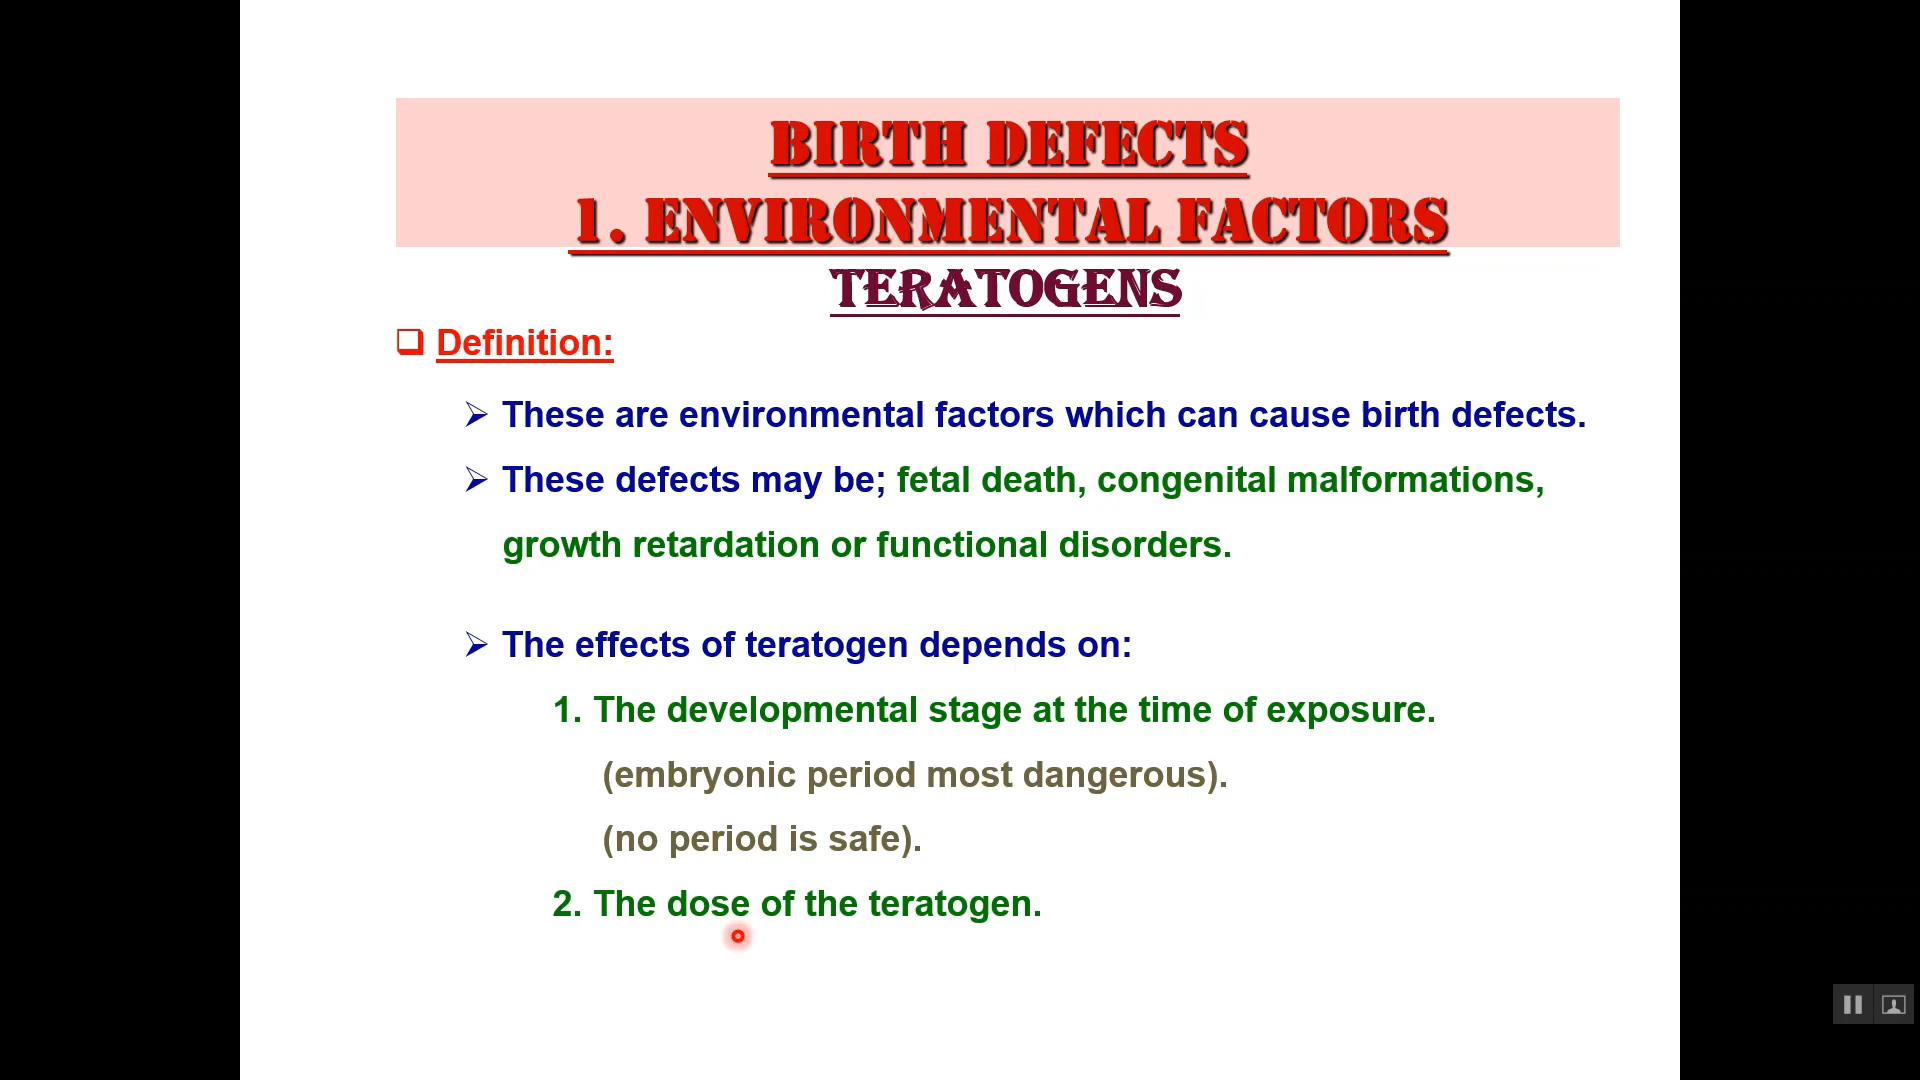 BIRTH DEFECTS
1. ENVIRONMENTAL FACTORS
TERATOGENS
Definition:
These are environmental factors which can cause birth defects.
These defects may be; fetal death, congenital malformations,
growth retardation or functional disorders.
The effects of teratogen depends on:
1. The developmental stage at the time of exposure.
(embryonic period most dangerous).
(no period is safe).
2. The dose of the teratogen.